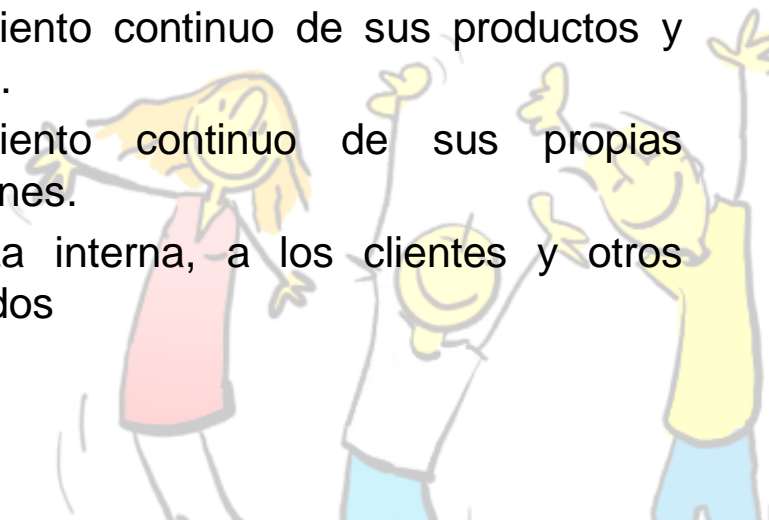 iento continuo de sus productos y
.
iento continuo de sus propias
nes.
a interna, a los clientes y otros
dos